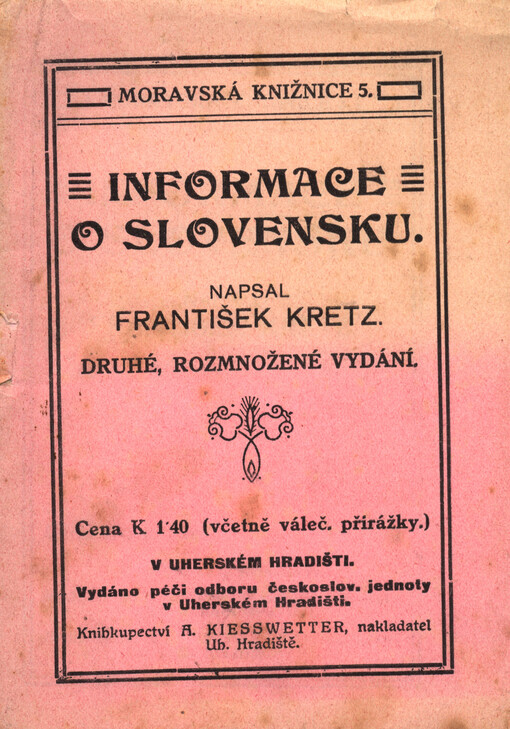 MORAVSKÁ KNIŽNICE 5.
INFORMACE
O SLOVENSKU.
NAPSAL
FRANTIŠEK KRETZ.
DRUHÉ, ROZMNOŽENÉ VYDÁNÍ.
Cena K 1·40 (včetně váleč. přirážky.)
V UHERSKÉM HRADIŠTI.
Vydáno péči odboru českoslov. jednoty
v Uherském Hradišti.
Knihkupectví A. KIESSWETTER, nakladatel
Uh. Hradiště.